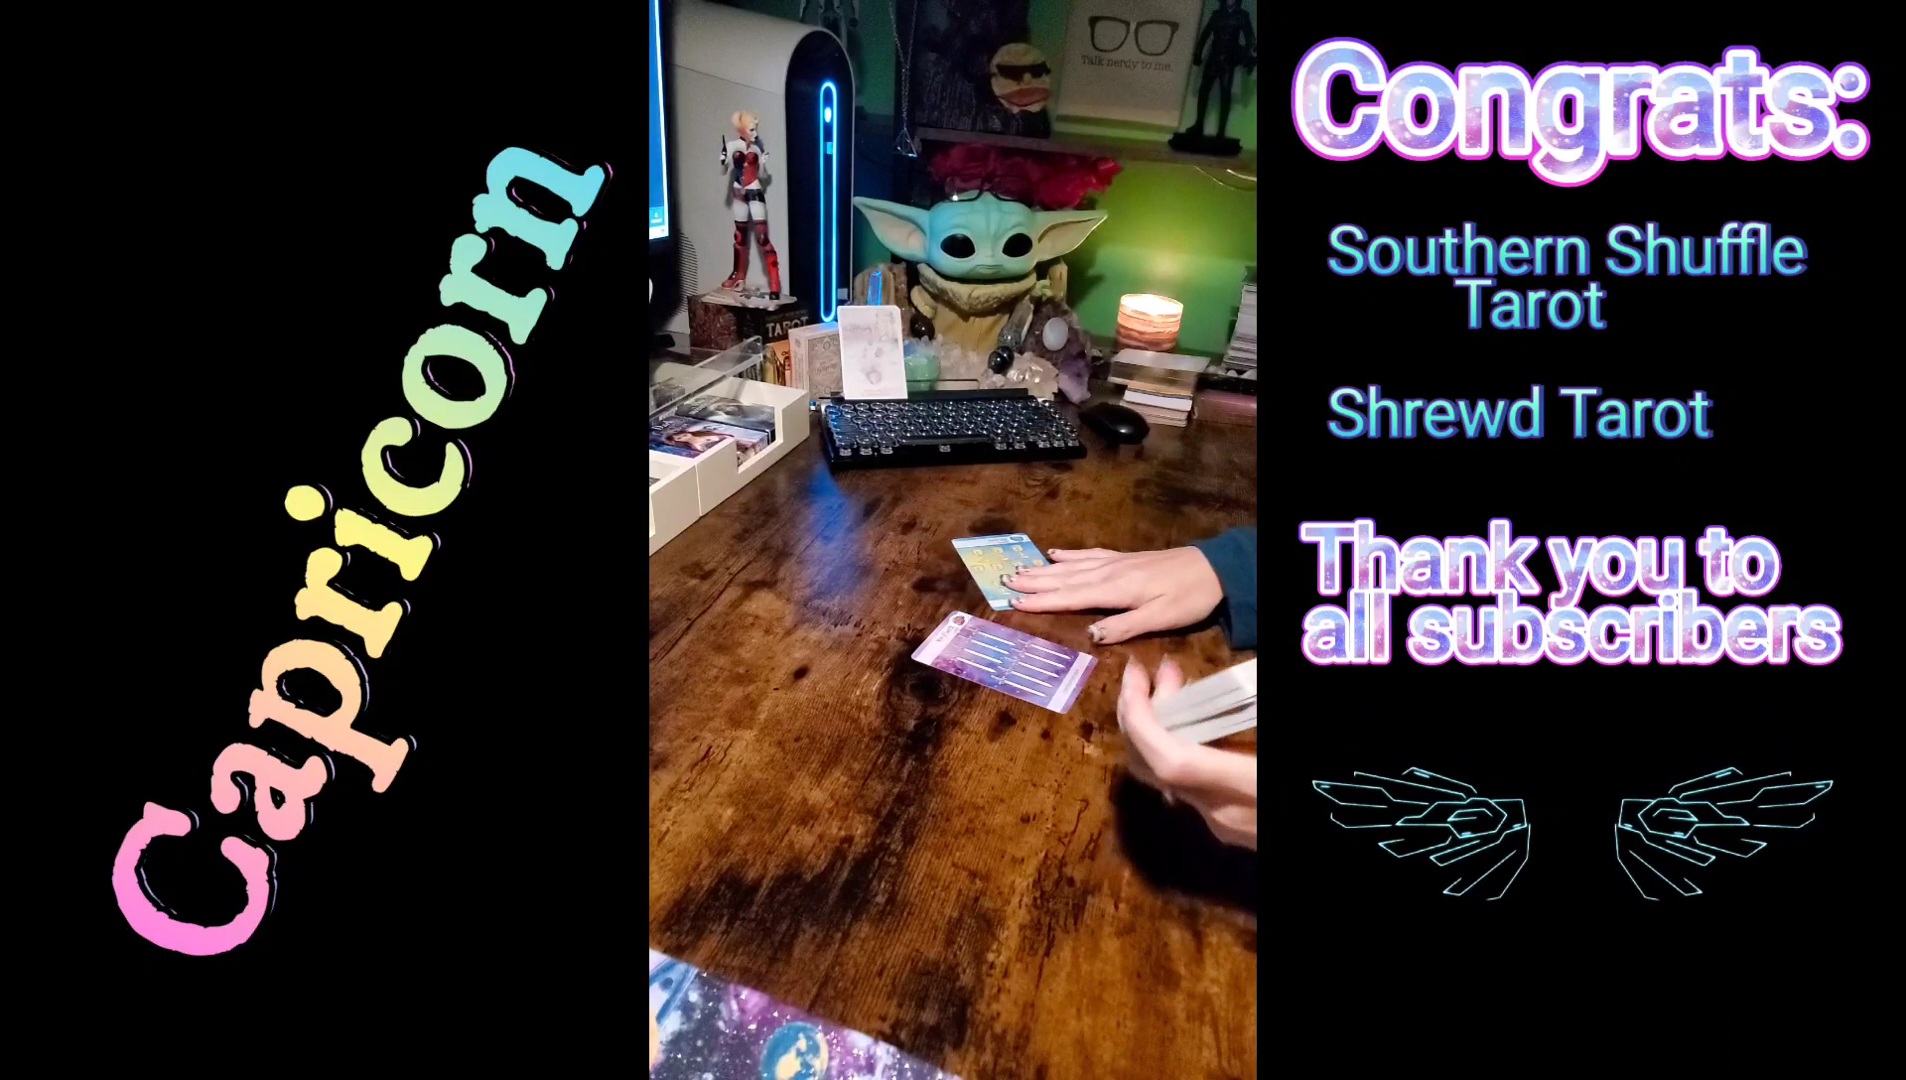 Capricorn
Talk nerdy to me.
TAROT
Congrats:
Southern Shuffle
Tarot
Shrewd Tarot
Thank you to
all subscribers